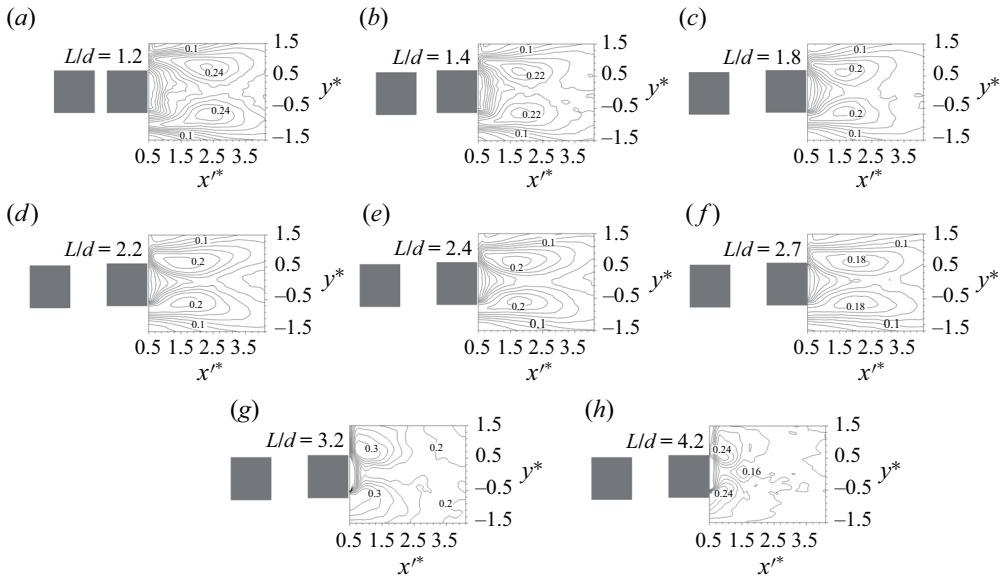 (a)
L/d = 1.2
0.1
0.24
0.24
0.1
1.5
0.5
–0.5
–1.5
y*
0.5 1.5 2.5 3.5
x′*
(b)
L/d = 1.4
0.1
0.22
0.22
0.1
1.5
0.5
–0.5
–1.5
y*
0.5 1.5 2.5 3.5
x′*
(c)
L/d = 1.8
0.1
0.2
0.2
0.1
1.5
0.5
–0.5
–1.5
y*
0.5 1.5 2.5 3.5
x′*
(d)
L/d = 2.2
0.1
0.2
0.2
0.1
1.5
0.5
–0.5
–1.5
y*
0.5 1.5 2.5 3.5
x′*
(e)
L/d = 2.4
0.1
0.2
0.2
0.1
1.5
0.5
–0.5
–1.5
y*
0.5 1.5 2.5 3.5
x′*
(f)
L/d = 2.7
0.1
0.18
0.18
0.1
1.5
0.5
–0.5
–1.5
y*
0.5 1.5 2.5 3.5
x′*
(g)
L/d = 3.2
0.3
0.2
0.3
0.2
1.5
0.5
–0.5
–1.5
y*
0.5 1.5 2.5 3.5
x′*
(h)
L/d = 4.2
0.24
0.16
0.24
1.5
0.5
–0.5
–1.5
y*
0.5 1.5 2.5 3.5
x′*